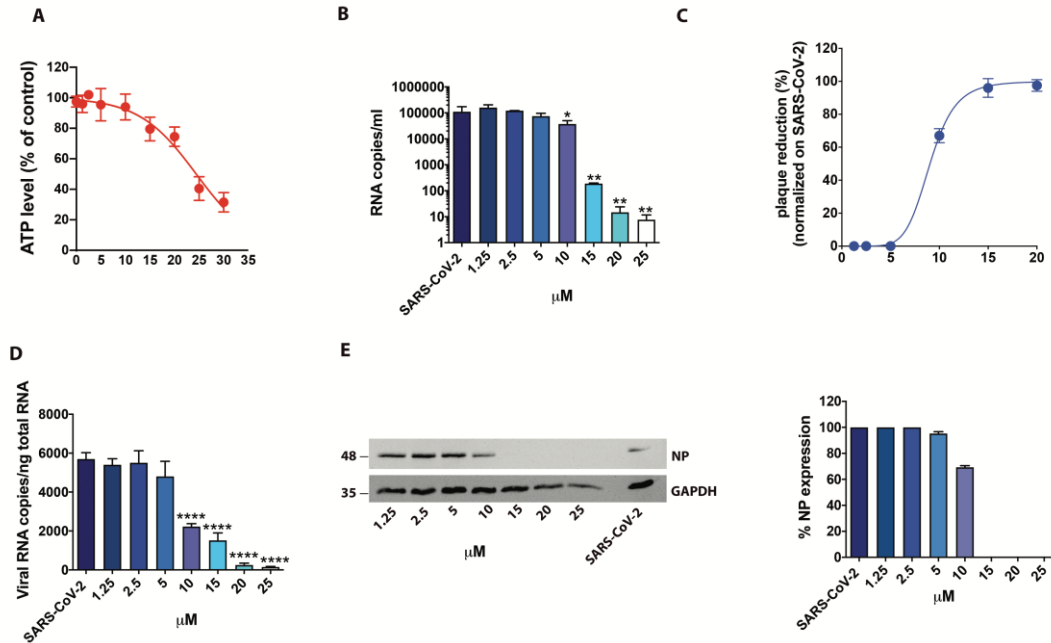 A
ATP level (% of control)
120
100
80
60
40
20
0
0 5 10 15 20 25 30 35
B
RNA copies/ml
1000000
100000
10000
1000
100
10
1
*
**
**
**
SARS-CoV-2 1.25 2.5 5 10 15 20 25
μM
C
plaque reduction (%)
(normalized on SARS-CoV-2)
120
100
80
60
40
20
0
0 5 10 15 20
D
Viral RNA copies/ng total RNA
8000
6000
4000
2000
0
****
****
****
****
SARS-CoV-2 1.25 2.5 5 10 15 20 25
μM
E
48 NP
35 GAPDH
1.25 2.5 5 10 15 20 25 SARS-CoV-2
μM
% NP expression
120
100
80
60
40
20
0
SARS-CoV-2 1.25 2.5 5 10 15 20 25
μM